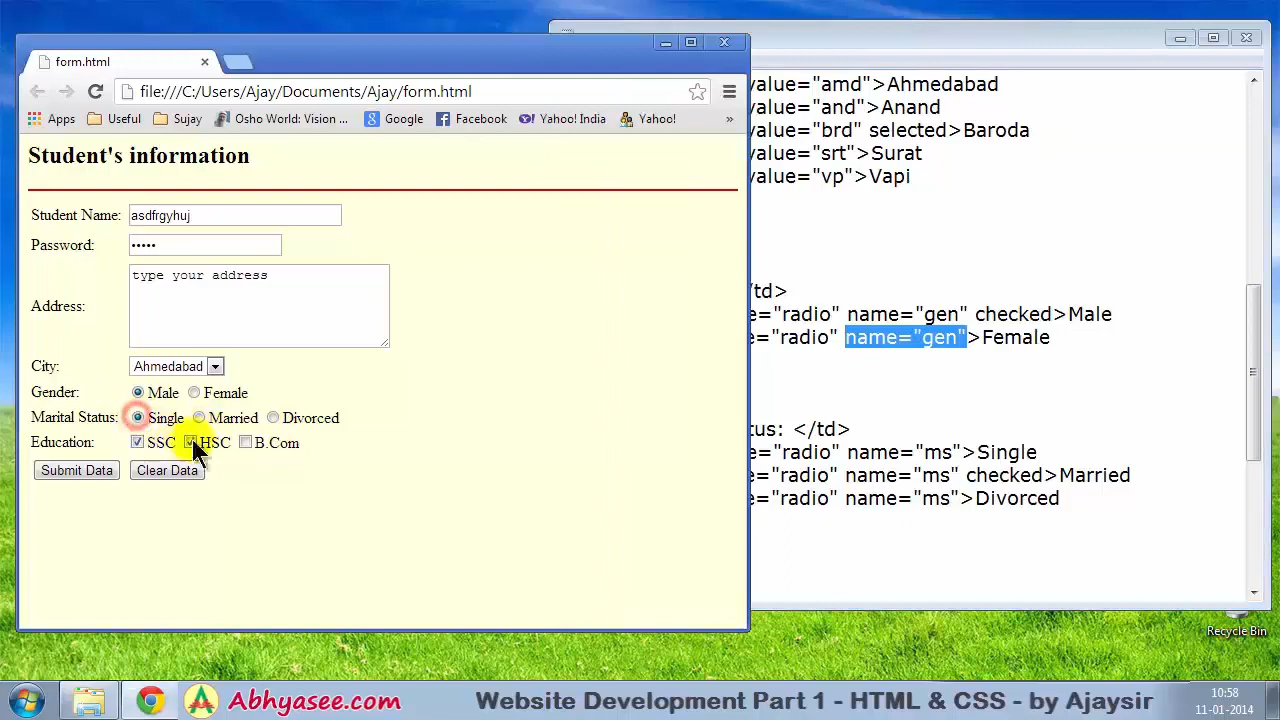 form.html
file:///C:/Users/Ajay/Documents/Ajay/form.html
Apps Useful Sujay Osho World: Vision ... Google Facebook Yahoo! India Yahoo! »
Student's information
Student Name: asdfrgyhuj
Password: •••••
Address: type your address
City: Ahmedabad
Gender: Male Female
Marital Status: Single Married Divorced
Education: SSC HSC B.Com
Submit Data Clear Data
value="amd">Ahmedabad
value="and">Anand
value="brd" selected>Baroda
value="srt">Surat
value="vp">Vapi
/td>
e="radio" name="gen" checked>Male
e="radio" name="gen">Female
tus: </td>
e="radio" name="ms">Single
e="radio" name="ms" checked>Married
e="radio" name="ms">Divorced
Recycle Bin
Abhyasee.com
Website Development Part 1 - HTML & CSS - by Ajaysir
10:58
11-01-2014